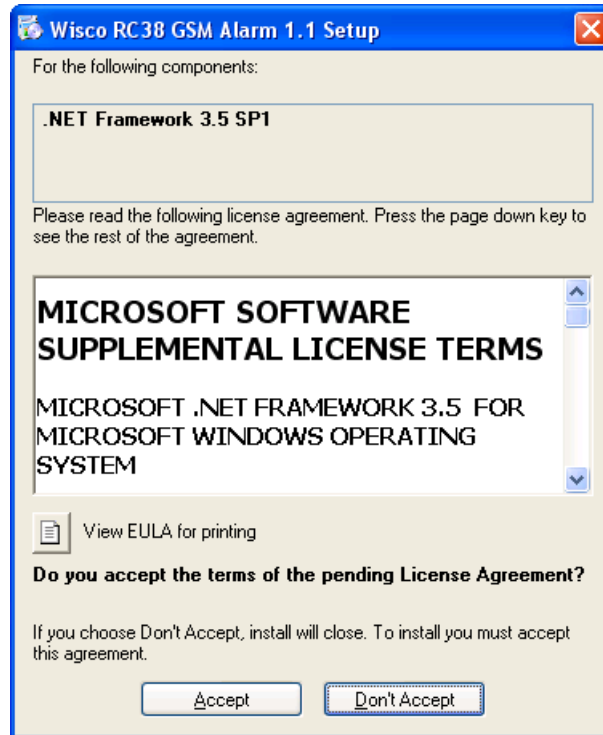 Wisco RC38 GSM Alarm 1.1 Setup
For the following components:
.NET Framework 3.5 SP1
Please read the following license agreement. Press the page down key to
see the rest of the agreement.
MICROSOFT SOFTWARE
SUPPLEMENTAL LICENSE TERMS
MICROSOFT .NET FRAMEWORK 3.5 FOR
MICROSOFT WINDOWS OPERATING
SYSTEM
View EULA for printing
Do you accept the terms of the pending License Agreement?
If you choose Don't Accept, install will close. To install you must accept
this agreement.
Accept
Don't Accept